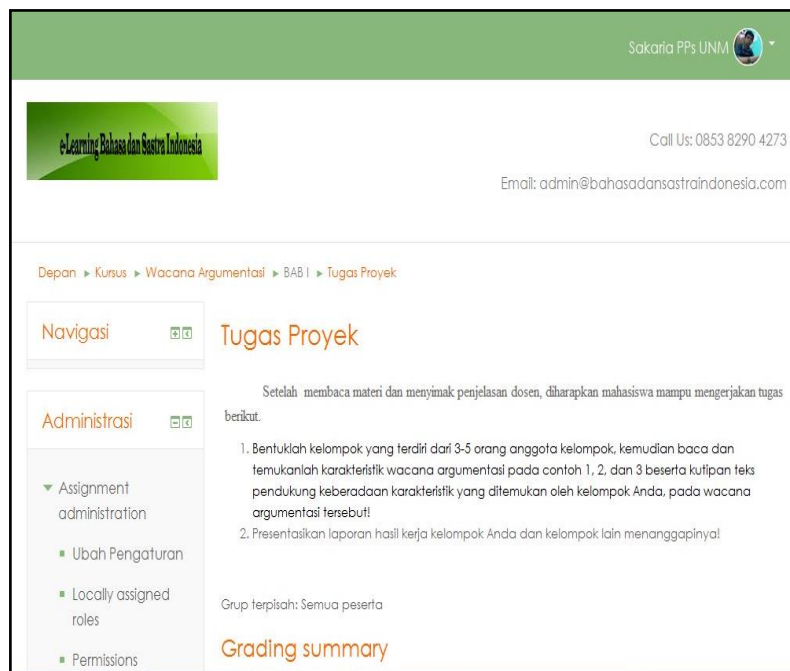 Sakaria PPs UNM
e-Learning Bahasa dan Sastra Indonesia
Call Us: 0853 8290 4273
Email: admin@bahasadansastraindonesia.com
Depan ▸ Kursus ▸ Wacana Argumentasi ▸ BAB I ▸ Tugas Proyek
Navigasi
Administrasi
Assignment
administration
Ubah Pengaturan
Locally assigned
roles
Permissions
Tugas Proyek
Setelah membaca materi dan menyimak penjelasan dosen, diharapkan mahasiswa mampu mengerjakan tugas
berikut.
1. Bentuklah kelompok yang terdiri dari 3-5 orang anggota kelompok, kemudian baca dan
temukanlah karakteristik wacana argumentasi pada contoh 1, 2, dan 3 beserta kutipan teks
pendukung keberadaan karakteristik yang ditemukan oleh kelompok Anda, pada wacana
argumentasi tersebut!
2. Presentasikan laporan hasil kerja kelompok Anda dan kelompok lain menanggapinya!
Grup terpisah: Semua peserta
Grading summary